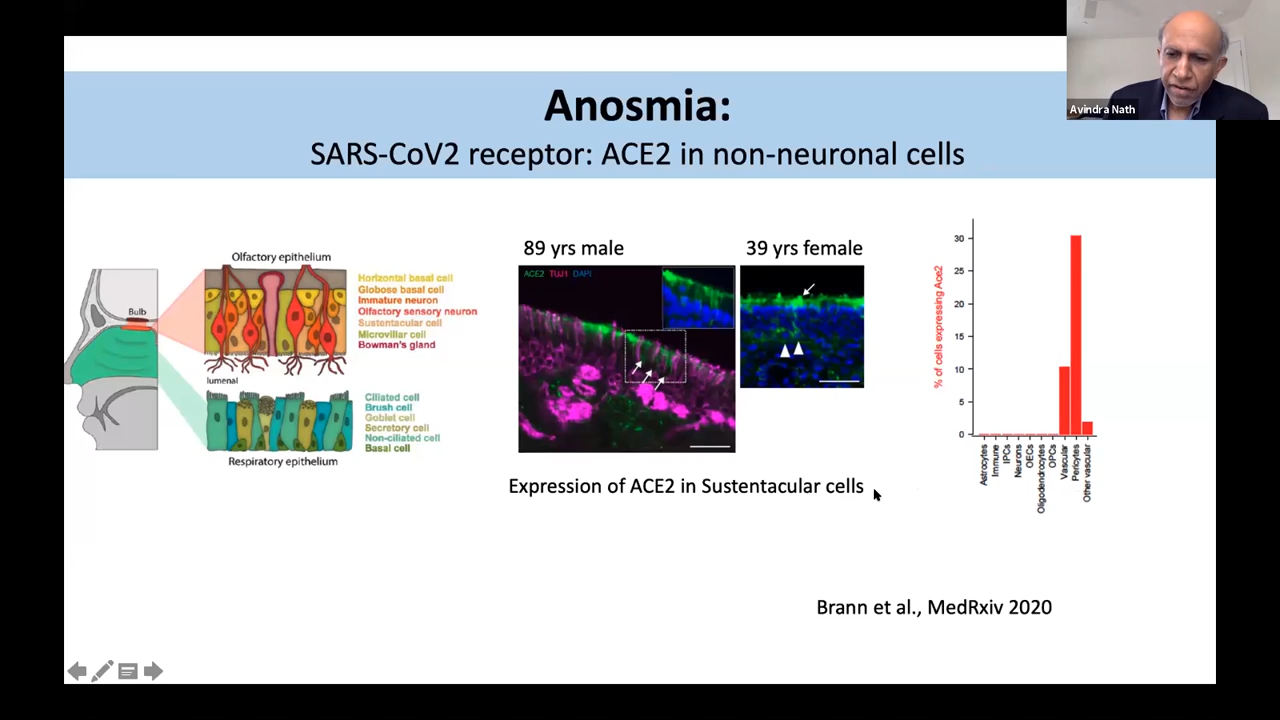 Avindra Nath
Anosmia:
SARS-CoV2 receptor: ACE2 in non-neuronal cells
Olfactory epithelium
Bulb
Horizontal basal cell
Globose basal cell
Immature neuron
Olfactory sensory neuron
Sustentacular cell
Microvillar cell
Bowman's gland
lumenal
Ciliated cell
Brush cell
Goblet cell
Secretory cell
Non-ciliated cell
Basal cell
Respiratory epithelium
89 yrs male
ACE2 TUJ1 DAPI
39 yrs female
Expression of ACE2 in Sustentacular cells
% of cells expressing Ace2
30
25
20
15
10
5
0
Astrocytes
Immune
IPCs
Neurons
OECs
Oligodendrocytes
OPCs
Vascular
Pericytes
Other vascular
Brann et al., MedRxiv 2020